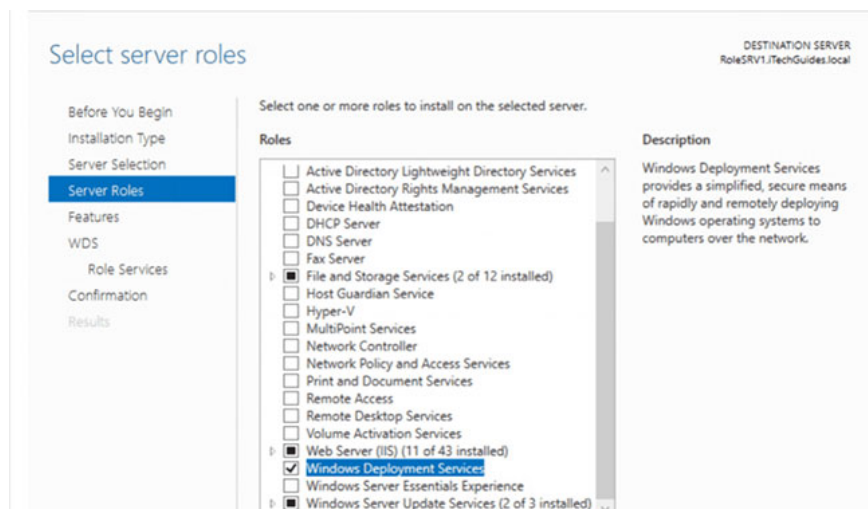 Select server roles
DESTINATION SERVER
RoleSRV1.iTechGuides.local
Before You Begin
Installation Type
Server Selection
Server Roles
Features
WDS
Role Services
Confirmation
Results
Select one or more roles to install on the selected server.
Roles
Active Directory Lightweight Directory Services
Active Directory Rights Management Services
Device Health Attestation
DHCP Server
DNS Server
Fax Server
File and Storage Services (2 of 12 installed)
Host Guardian Service
Hyper-V
MultiPoint Services
Network Controller
Network Policy and Access Services
Print and Document Services
Remote Access
Remote Desktop Services
Volume Activation Services
Web Server (IIS) (11 of 43 installed)
Windows Deployment Services
Windows Server Essentials Experience
Windows Server Update Services (2 of 3 installed)
Description
Windows Deployment Services
provides a simplified, secure means
of rapidly and remotely deploying
Windows operating systems to
computers over the network.